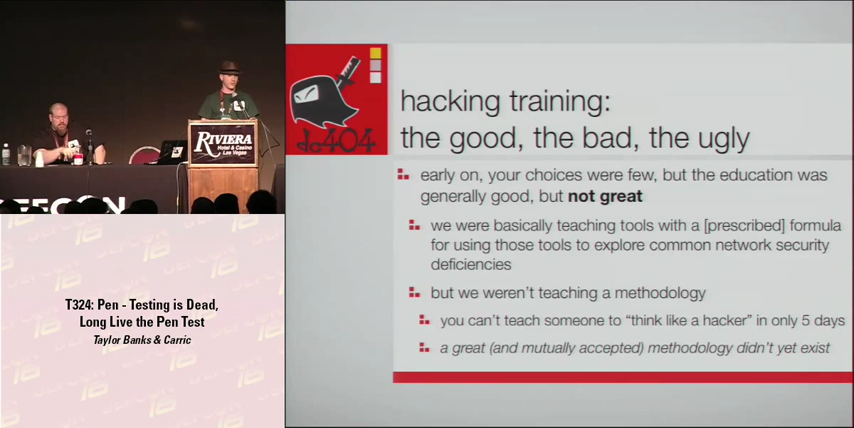 RIVIERA
Hotel & Casino
Las Vegas
T324: Pen - Testing is Dead,
Long Live the Pen Test
Taylor Banks & Carric
dc404
hacking training:
the good, the bad, the ugly
early on, your choices were few, but the education was
generally good, but not great
we were basically teaching tools with a [prescribed] formula
for using those tools to explore common network security
deficiencies
but we weren't teaching a methodology
you can't teach someone to “think like a hacker” in only 5 days
a great (and mutually accepted) methodology didn't yet exist